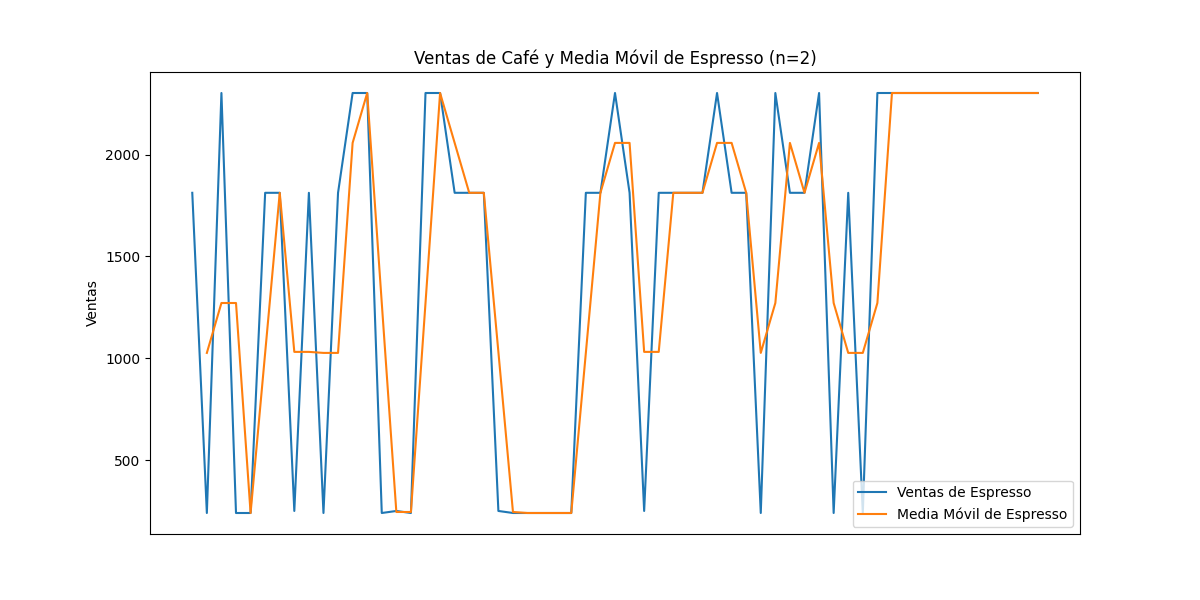 Ventas de Café y Media Móvil de Espresso (n=2)
2000
1500
1000
500
Ventas
Ventas de Espresso
Media Móvil de Espresso